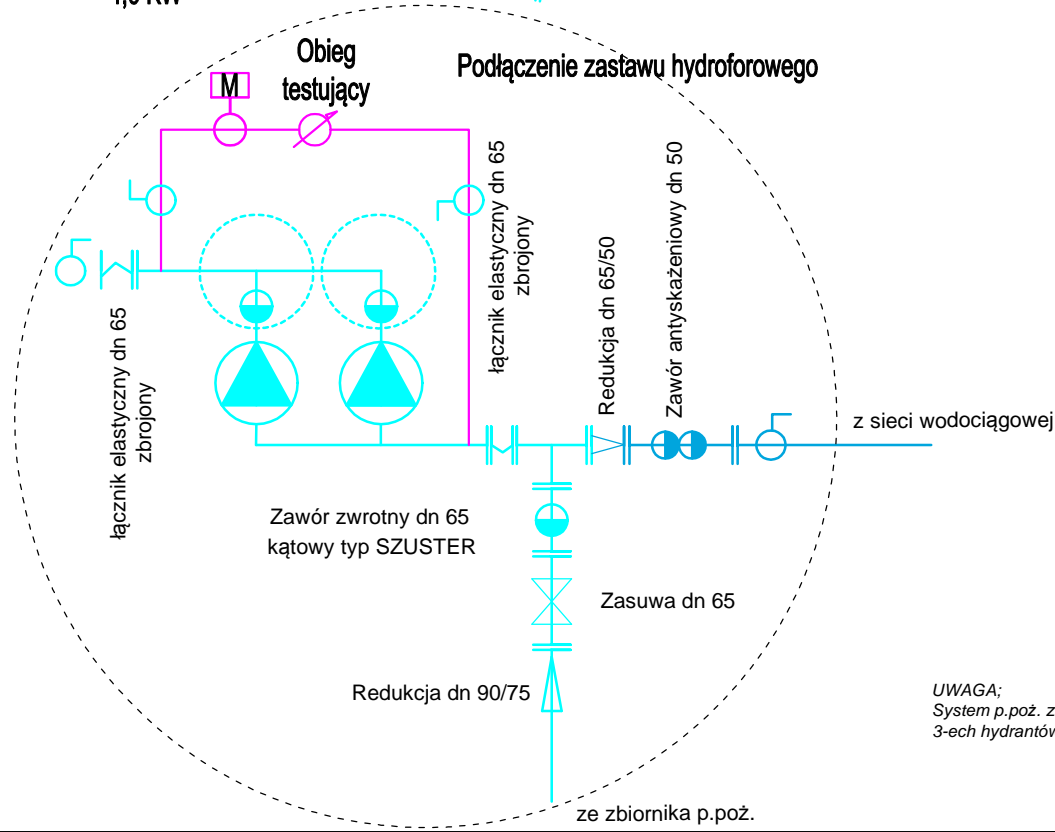 Obieg
testujący
Podłączenie zastawu hydroforowego
M
łącznik elastyczny dn 65
zbrojony
łącznik elastyczny dn 65
zbrojony
Redukcja dn 65/50
Zawór antyskażeniowy dn 50
z sieci wodociągowej
Zawór zwrotny dn 65
kątowy typ SZUSTER
Zasuwa dn 65
Redukcja dn 90/75
UWAGA;
System p.poż. z
3-ech hydrantów
ze zbiornika p.poż.